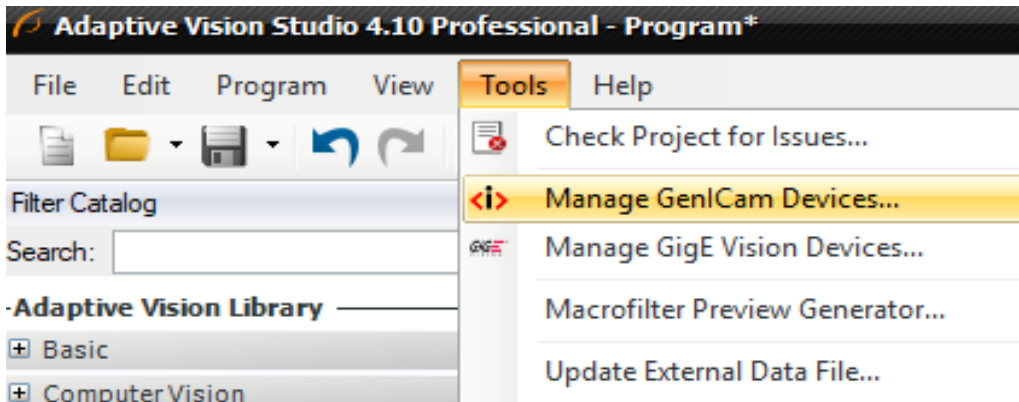 Adaptive Vision Studio 4.10 Professional - Program*
File Edit Program View Tools Help
Check Project for Issues...
Filter Catalog
<i> Manage GenICam Devices...
Search:
GIGE Manage GigE Vision Devices...
Adaptive Vision Library
Macrofilter Preview Generator...
Basic
Update External Data File...
Computer Vision